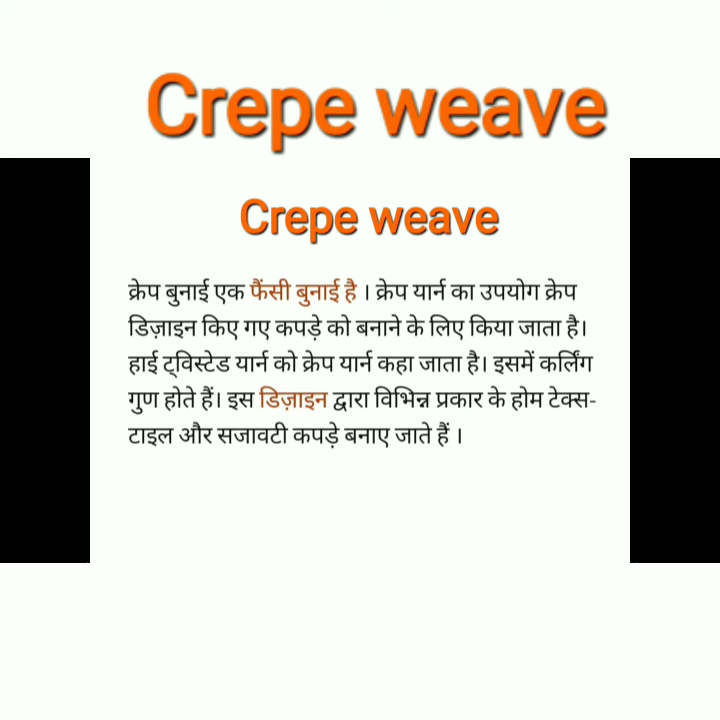 Crepe weave
Crepe weave
क्रेप बुनाई एक फैंसी बुनाई है । क्रेप यार्न का उपयोग क्रेप
डिज़ाइन किए गए कपड़े को बनाने के लिए किया जाता है।
हाई ट्विस्टेड यार्न को क्रेप यार्न कहा जाता है। इसमें कर्लिंग
गुण होते हैं। इस डिज़ाइन द्वारा विभिन्न प्रकार के होम टेक्स-
टाइल और सजावटी कपड़े बनाए जाते हैं ।